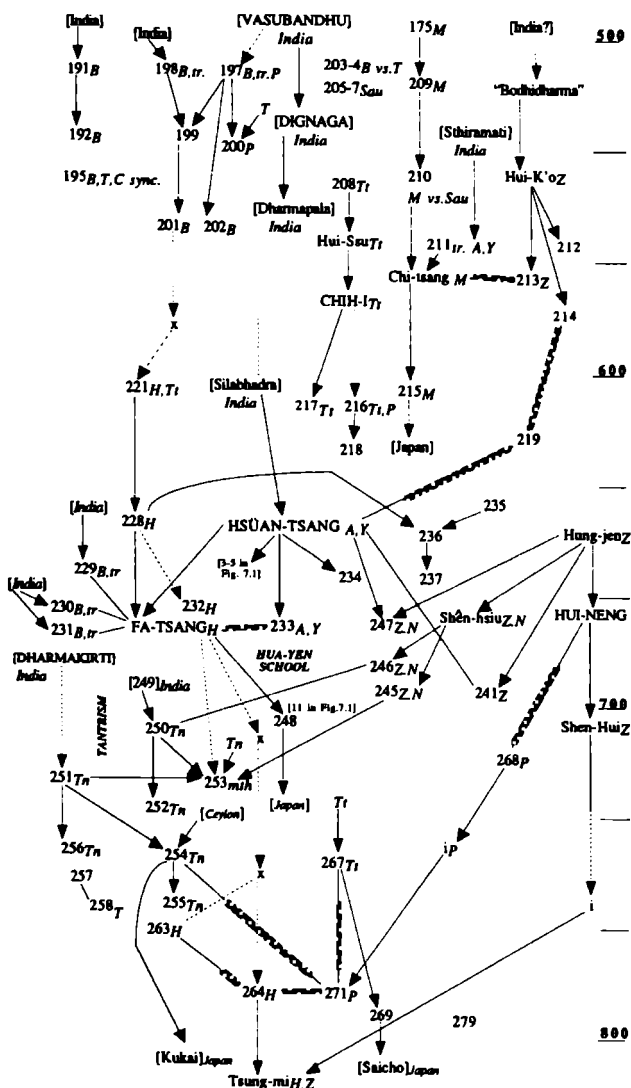 [India] [India] [VASUBANDHU] 175M [India?] 500
India
191B 198B,tr. 197B,tr.P 203-4B vs.T 209M
205-7Sau "Bodhidharma"
T
192B 199 200P [DIGNAGA] [Sthiramati]
India India
195B,T,C sync. 208Tt 210 Hui-K'oZ
M vs.Sau
201B 202B [Dharmapala]
India
Hui-SsuTt 211tr. A,Y 212
Chi-tsang M 213Z
CHIH-ITt 214
x
600
221H,Tt [Silabhadra] 217Tt 216Tt,P 215M
India
218 [Japan] 219
[India] 228H HSÜAN-TSANG A,Y 236 235 Hung-jenZ
229B,tr [3-5 in
Fig. 7.1] 234 237
[India]
230B,tr 232H
231B,tr FA-TSANGH 233A,Y 247Z,N Shên-hsiuZ,N HUI-NENG
[DHARMAKIRTI] HUA-YEN
SCHOOL
India 246Z,N
[249]India 245Z,N 241Z 700
TANTRISM
250Tn 248 [11 in Fig.7.1] Shen-HuiZ
Tn x 268P
251Tn 253mih
252Tn [Japan] Tt
[Ceylon]
256Tn 254Tn 267Tt iP
257 x
258T 255Tn i
263H
264H 271P 269 279
800
[Kukai]Japan [Saicho]Japan
Tsung-miH,Z